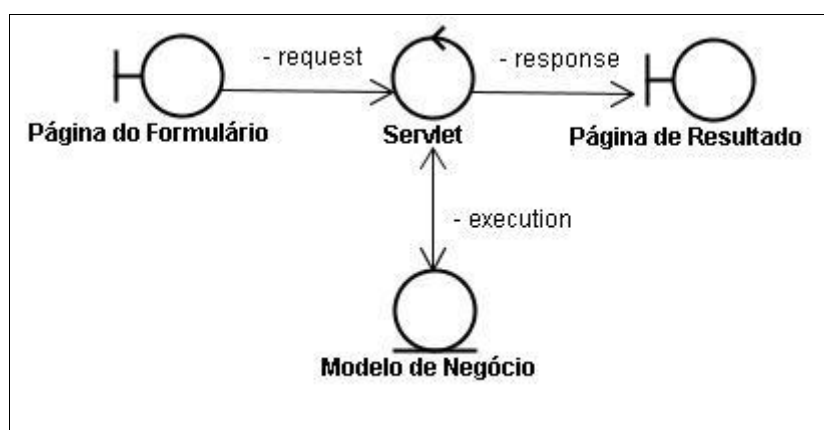 - request
- response
Página do Formulário
Servlet
Página de Resultado
- execution
Modelo de Negócio